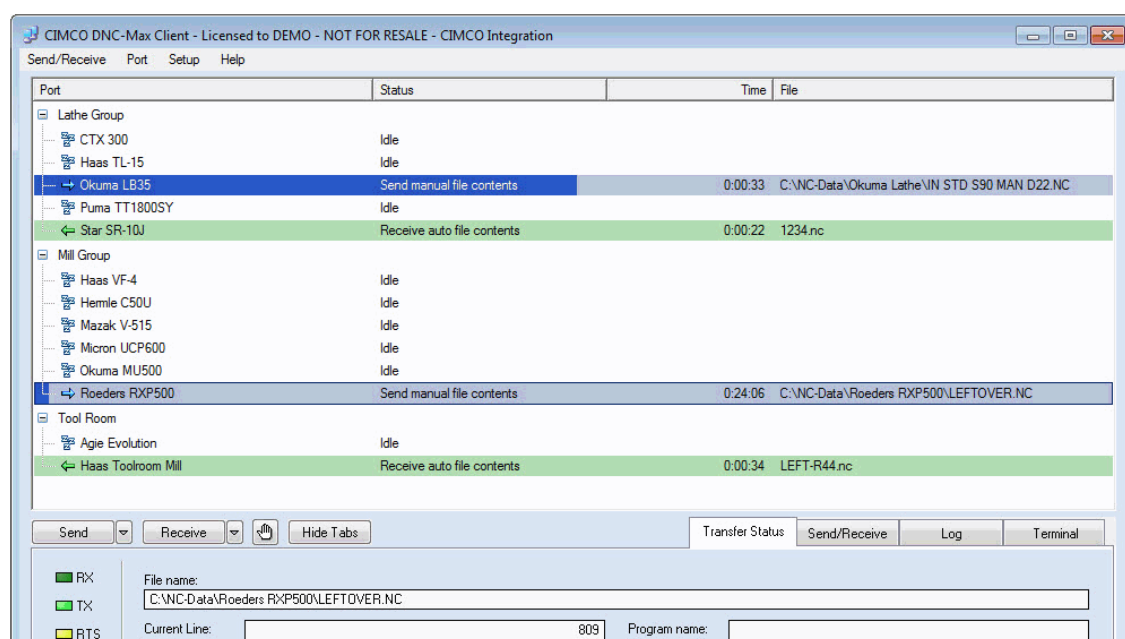 CIMCO DNC-Max Client - Licensed to DEMO - NOT FOR RESALE - CIMCO Integration
Send/Receive Port Setup Help
Port Status Time File
Lathe Group
CTX 300 Idle
Haas TL-15 Idle
Okuma LB35 Send manual file contents 0:00:33 C:\NC-Data\Okuma Lathe\IN STD S90 MAN D22.NC
Puma TT1800SY Idle
Star SR-10J Receive auto file contents 0:00:22 1234.nc
Mill Group
Haas VF-4 Idle
Hermle C50U Idle
Mazak V-515 Idle
Micron UCP600 Idle
Okuma MU500 Idle
Roeders RXP500 Send manual file contents 0:24:06 C:\NC-Data\Roeders RXP500\LEFTOVER.NC
Tool Room
Agie Evolution Idle
Haas Toolroom Mill Receive auto file contents 0:00:34 LEFT-R44.nc
Send Receive Hide Tabs Transfer Status Send/Receive Log Terminal
RX File name:
C:\NC-Data\Roeders RXP500\LEFTOVER.NC
TX
RTS Current Line: 809 Program name: